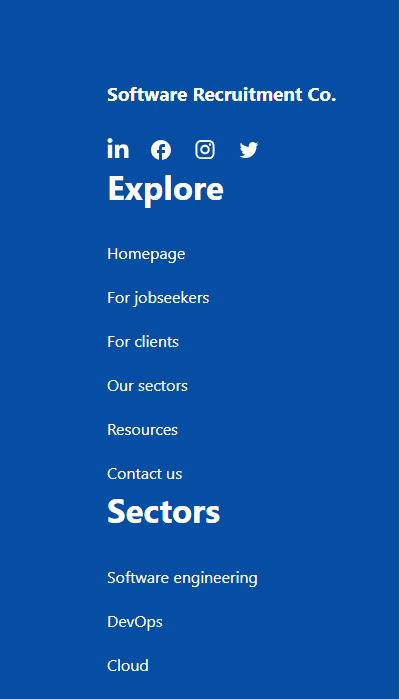 Software Recruitment Co.
Explore
Homepage
For jobseekers
For clients
Our sectors
Resources
Contact us
Sectors
Software engineering
DevOps
Cloud